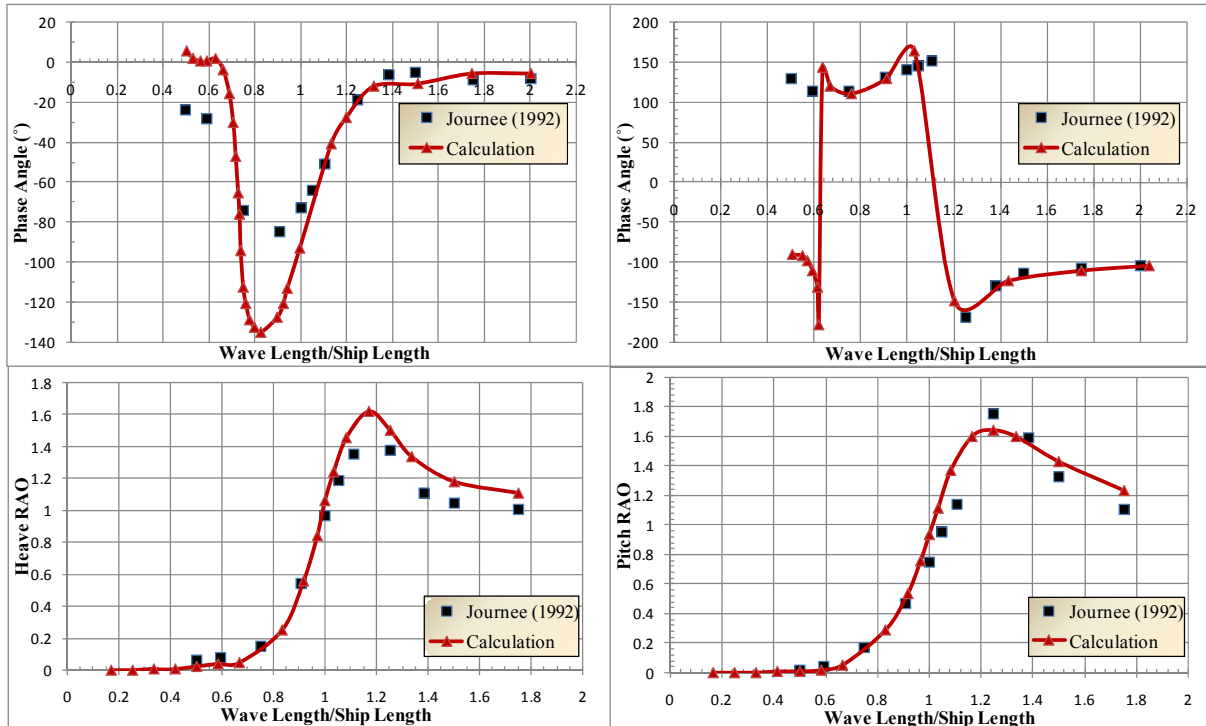 20
0
-20
-40
-60
-80
-100
-120
-140
0 0.2 0.4 0.6 0.8 1 1.2 1.4 1.6 1.8 2 2.2
Phase Angle (°)
Wave Length/Ship Length
Journee (1992)
Calculation
200
150
100
50
0
-50
-100
-150
-200
0 0.2 0.4 0.6 0.8 1 1.2 1.4 1.6 1.8 2 2.2
Phase Angle (°)
Wave Length/Ship Length
Journee (1992)
Calculation
1.8
1.6
1.4
1.2
1
0.8
0.6
0.4
0.2
0
0 0.2 0.4 0.6 0.8 1 1.2 1.4 1.6 1.8 2
Heave RAO
Wave Length/Ship Length
Journee (1992)
Calculation
2
1.8
1.6
1.4
1.2
1
0.8
0.6
0.4
0.2
0
0 0.2 0.4 0.6 0.8 1 1.2 1.4 1.6 1.8 2
Pitch RAO
Wave Length/Ship Length
Journee (1992)
Calculation